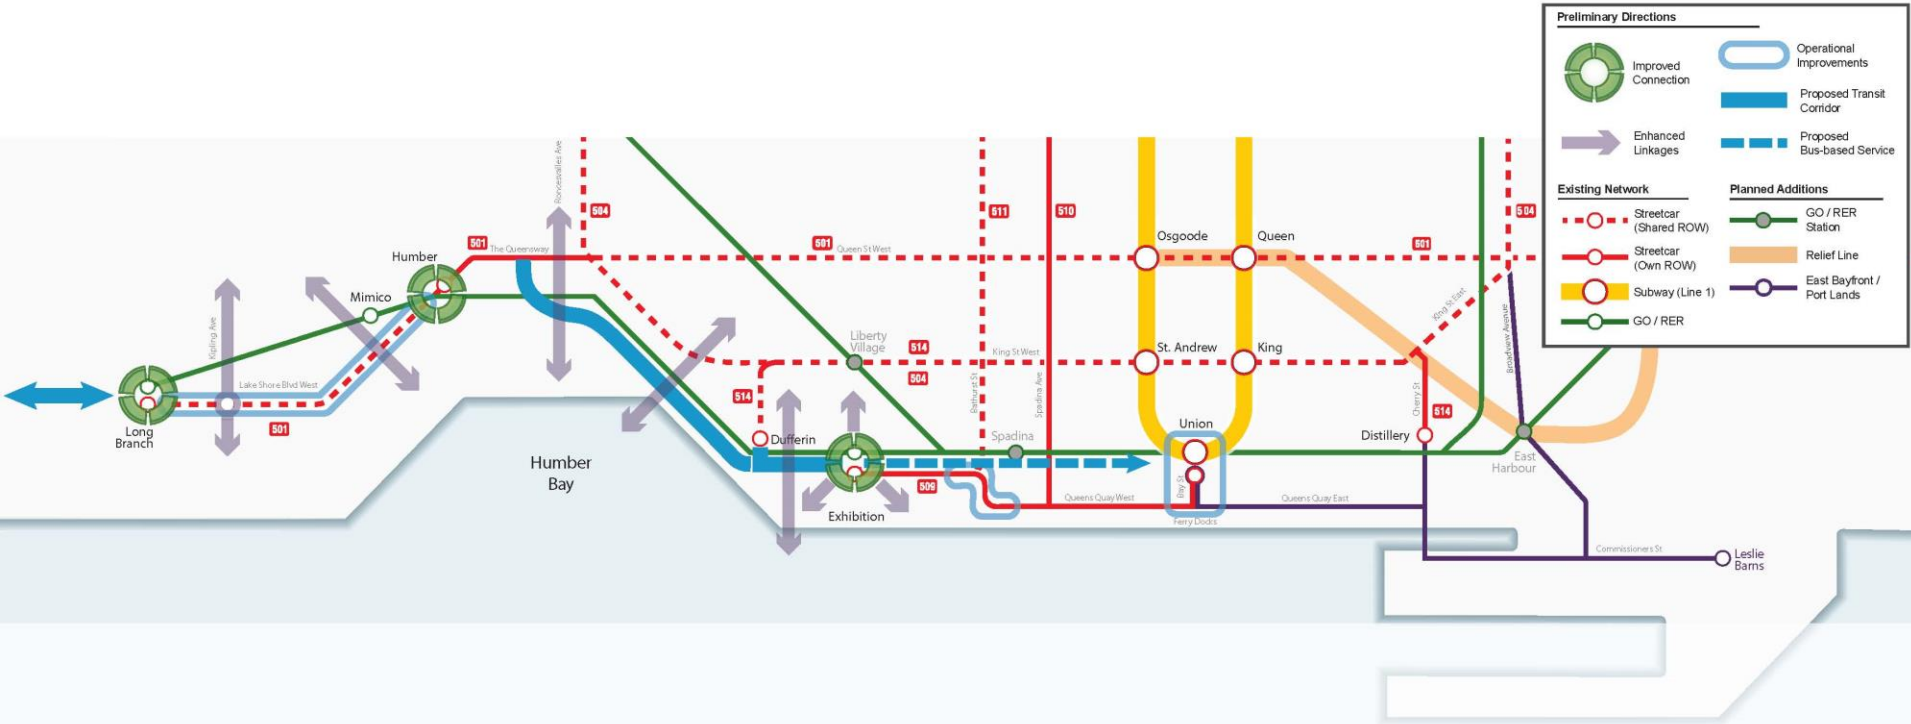 Preliminary Directions
Improved
Connection
Operational
Improvements
Proposed Transit
Corridor
Enhanced
Linkages
Proposed
Bus-based Service
Existing Network
Planned Additions
Streetcar
(Shared ROW)
GO / RER
Station
Streetcar
(Own ROW)
Relief Line
Subway (Line 1)
East Bayfront /
Port Lands
GO / RER
Roncesvalles Ave
504
511
510
504
Humber
501
The Queensway
501
Queen St West
Osgoode
Queen
501
Mimico
Kipling Ave
Lake Shore Blvd West
501
Long
Branch
King St East
Broadview Avenue
Liberty
Village
514
504
King St West
St. Andrew
King
Bathurst St
Spadina Ave
514
Cherry St
514
Dufferin
Spadina
Union
Distillery
East
Harbour
Humber
Bay
509
Exhibition
Queens Quay West
Bay St
Queens Quay East
Ferry Docks
Commissioners St
Leslie
Barns